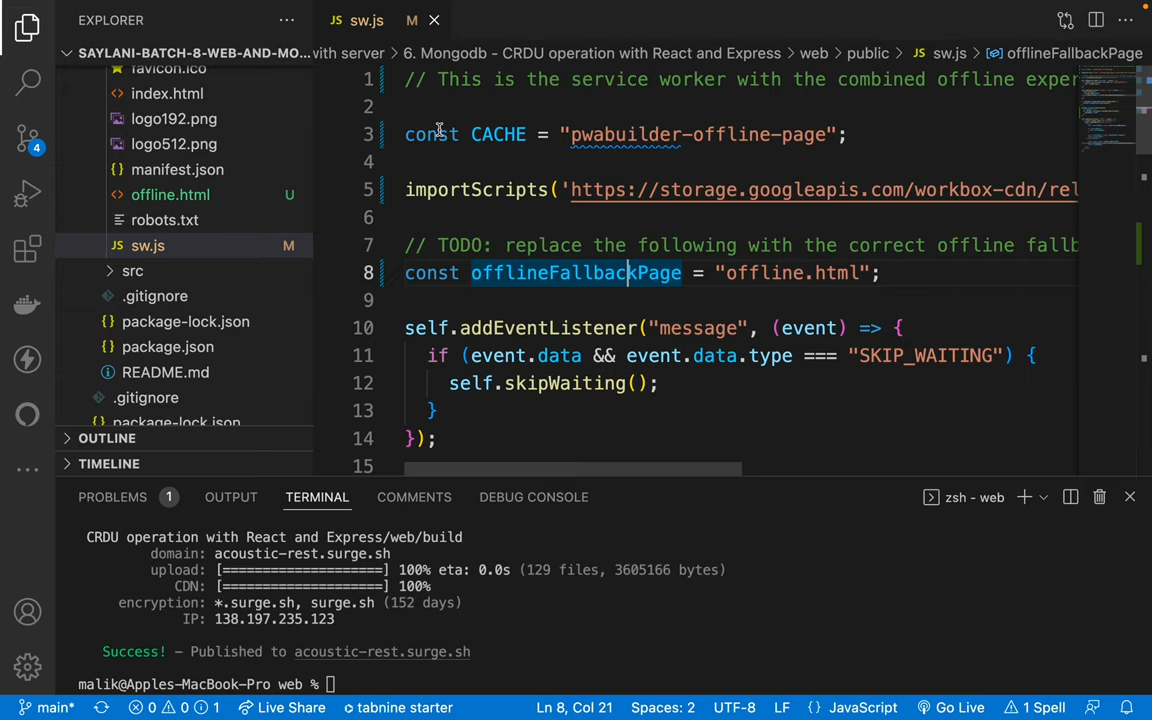 EXPLORER
SAYLANI-BATCH-8-WEB-AND-MO...
favicon.ico
index.html
logo192.png
logo512.png
manifest.json
offline.html U
robots.txt
JS sw.js M
src
.gitignore
package-lock.json
package.json
README.md
.gitignore
package-lock.json
OUTLINE
TIMELINE
4
JS sw.js M
with server > 6. Mongodb - CRDU operation with React and Express > web > public > JS sw.js > offlineFallbackPage
1 // This is the service worker with the combined offline exper
2
3 const CACHE = "pwabuilder-offline-page";
4
5 importScripts('https://storage.googleapis.com/workbox-cdn/rel
6
7 // TODO: replace the following with the correct offline fallb
8 const offlineFallbackPage = "offline.html";
9
10 self.addEventListener("message", (event) => {
11 if (event.data && event.data.type === "SKIP_WAITING") {
12 self.skipWaiting();
13 }
14 });
15
PROBLEMS 1 OUTPUT TERMINAL COMMENTS DEBUG CONSOLE zsh - web
CRDU operation with React and Express/web/build
domain: acoustic-rest.surge.sh
upload: [====================] 100% eta: 0.0s (129 files, 3605166 bytes)
CDN: [====================] 100%
encryption: *.surge.sh, surge.sh (152 days)
IP: 138.197.235.123
Success! - Published to acoustic-rest.surge.sh
malik@Apples-MacBook-Pro web %
main* 0 0 1 Live Share tabnine starter Ln 8, Col 21 Spaces: 2 UTF-8 LF {} JavaScript Go Live 1 Spell